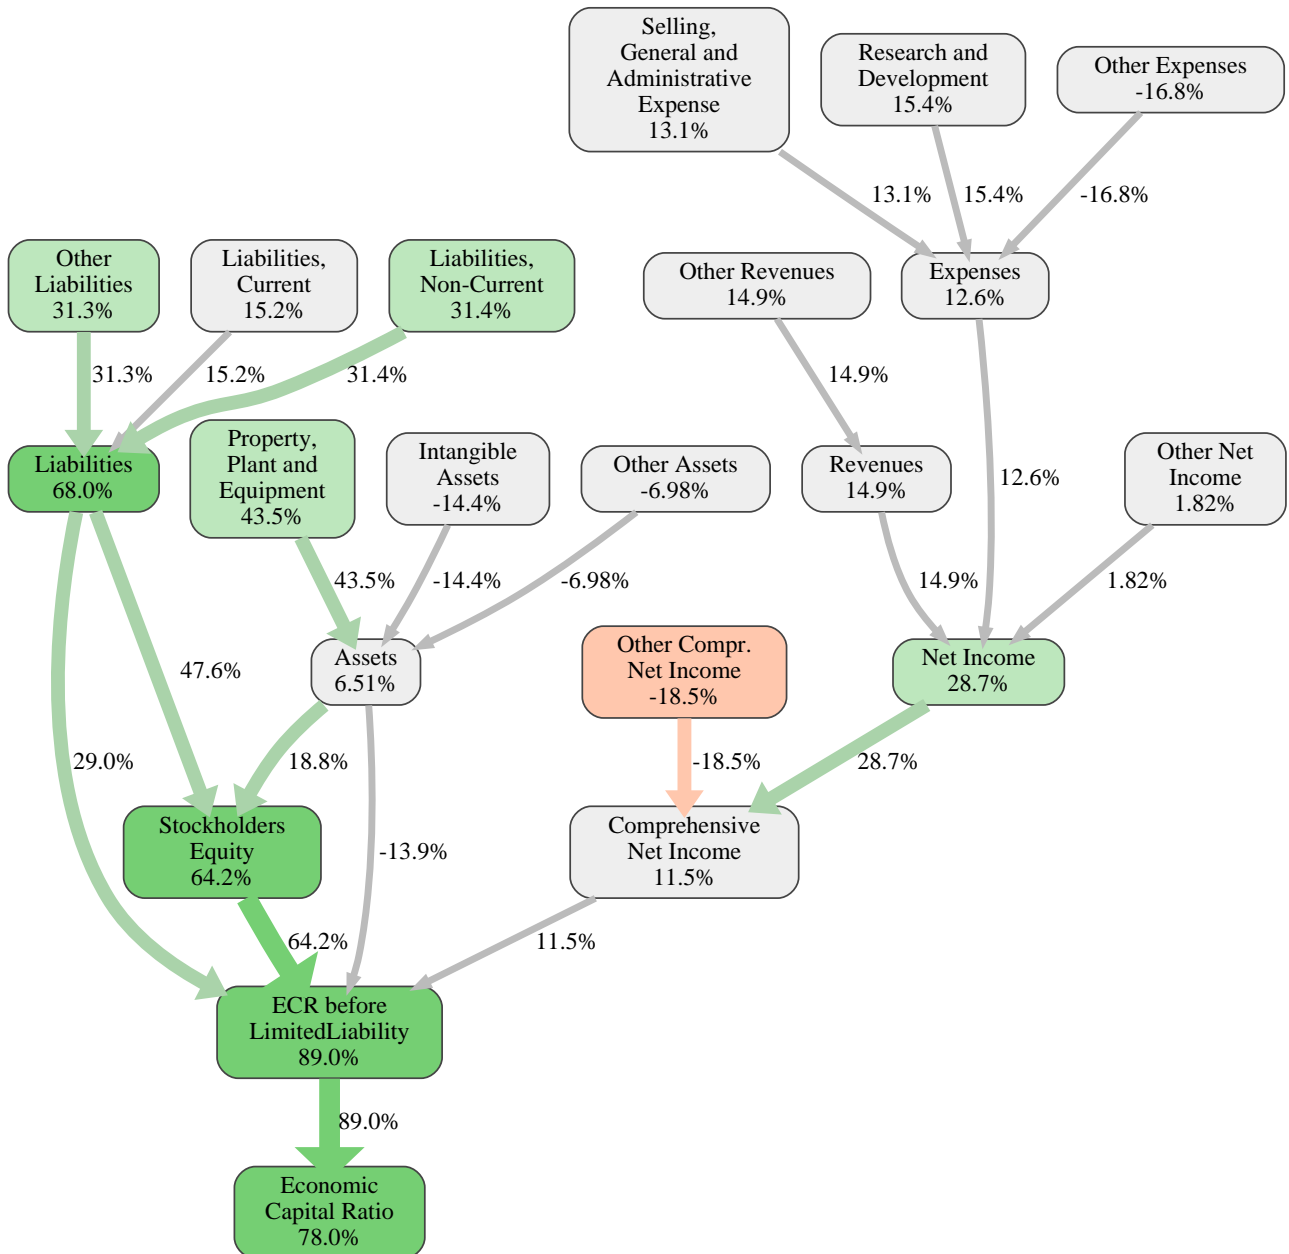 Selling,
General and
Administrative
Expense
13.1%
Research and
Development
15.4%
Other Expenses
-16.8%
13.1%
15.4%
-16.8%
Other
Liabilities
31.3%
Liabilities,
Current
15.2%
Liabilities,
Non-Current
31.4%
Other Revenues
14.9%
Expenses
12.6%
31.3%
15.2%
31.4%
14.9%
Liabilities
68.0%
Property,
Plant and
Equipment
43.5%
Intangible
Assets
-14.4%
Other Assets
-6.98%
Revenues
14.9%
12.6%
Other Net
Income
1.82%
43.5%
-14.4%
-6.98%
14.9%
1.82%
47.6%
Assets
6.51%
Other Compr.
Net Income
-18.5%
Net Income
28.7%
29.0%
18.8%
-18.5%
28.7%
Stockholders
Equity
64.2%
-13.9%
Comprehensive
Net Income
11.5%
64.2%
11.5%
ECR before
LimitedLiability
89.0%
89.0%
Economic
Capital Ratio
78.0%